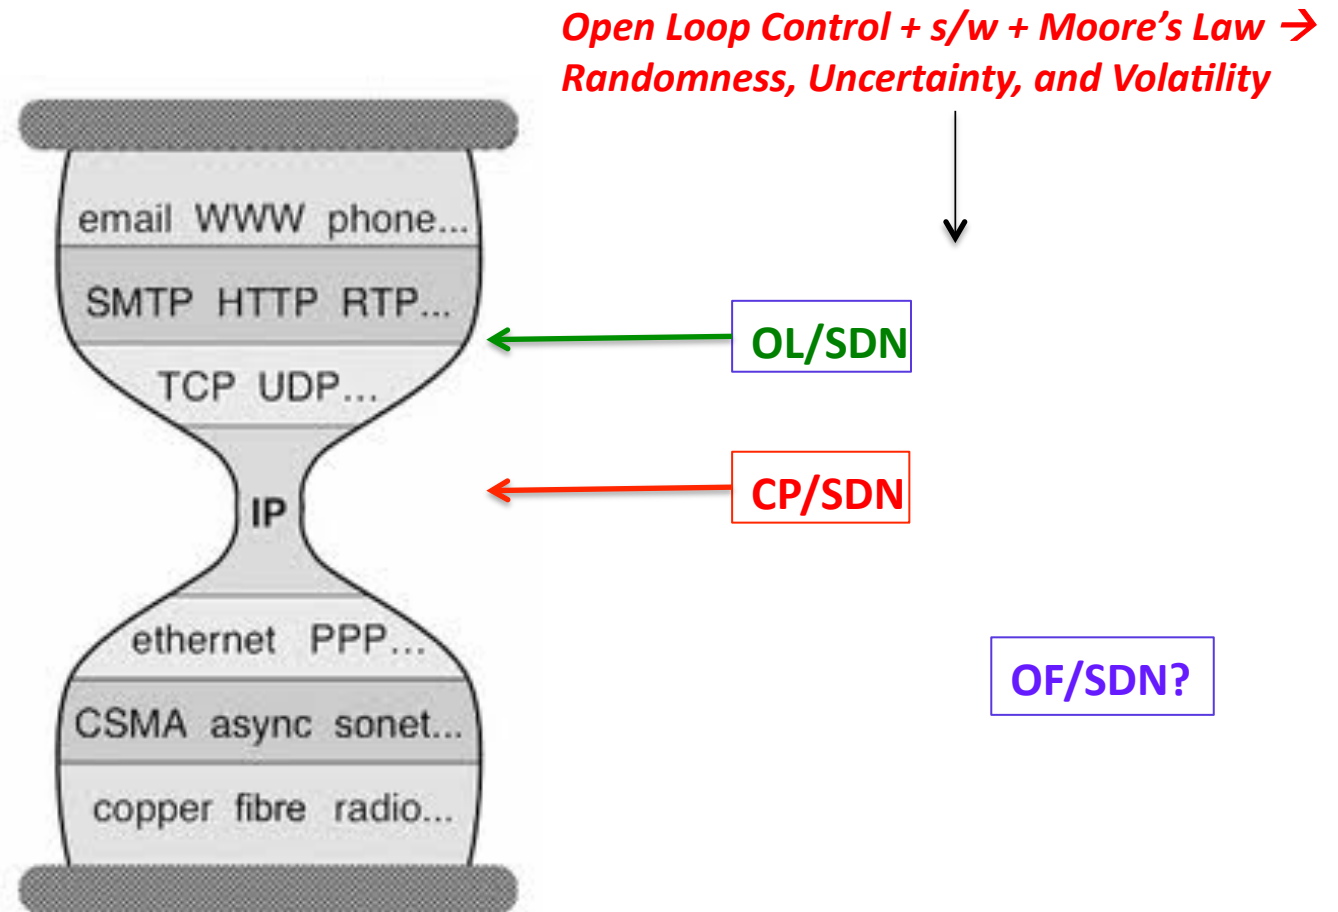 Open Loop Control + s/w + Moore’s Law →
Randomness, Uncertainty, and Volatility
email WWW phone...
SMTP HTTP RTP...
OL/SDN
TCP UDP...
CP/SDN
IP
ethernet PPP...
OF/SDN?
CSMA async sonet...
copper fibre radio...